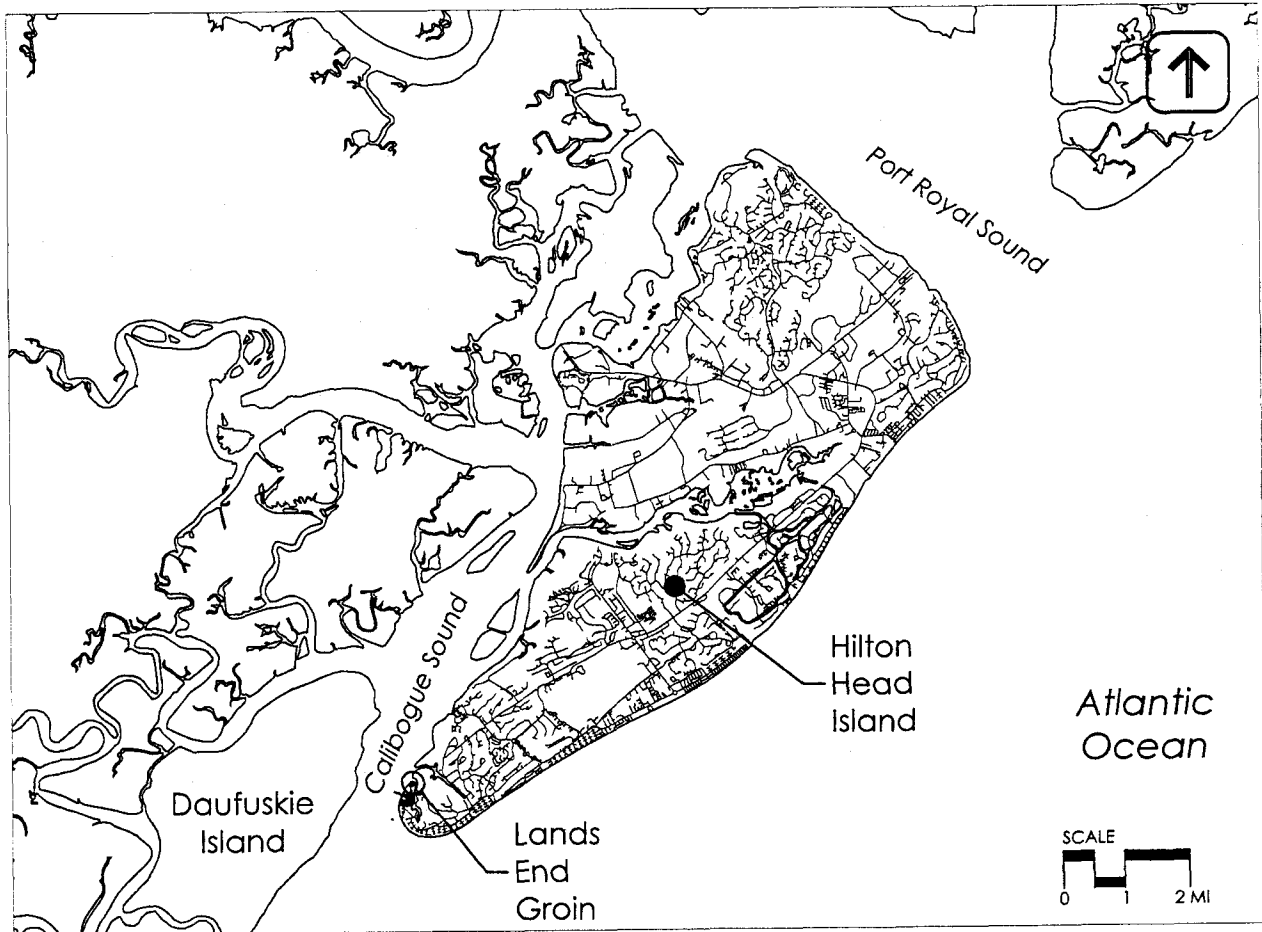 Port Royal Sound
Calibogue Sound
Hilton
Head
Island
Atlantic
Ocean
Daufuskie
Island
Lands
End
Groin
SCALE
0 1 2 MI